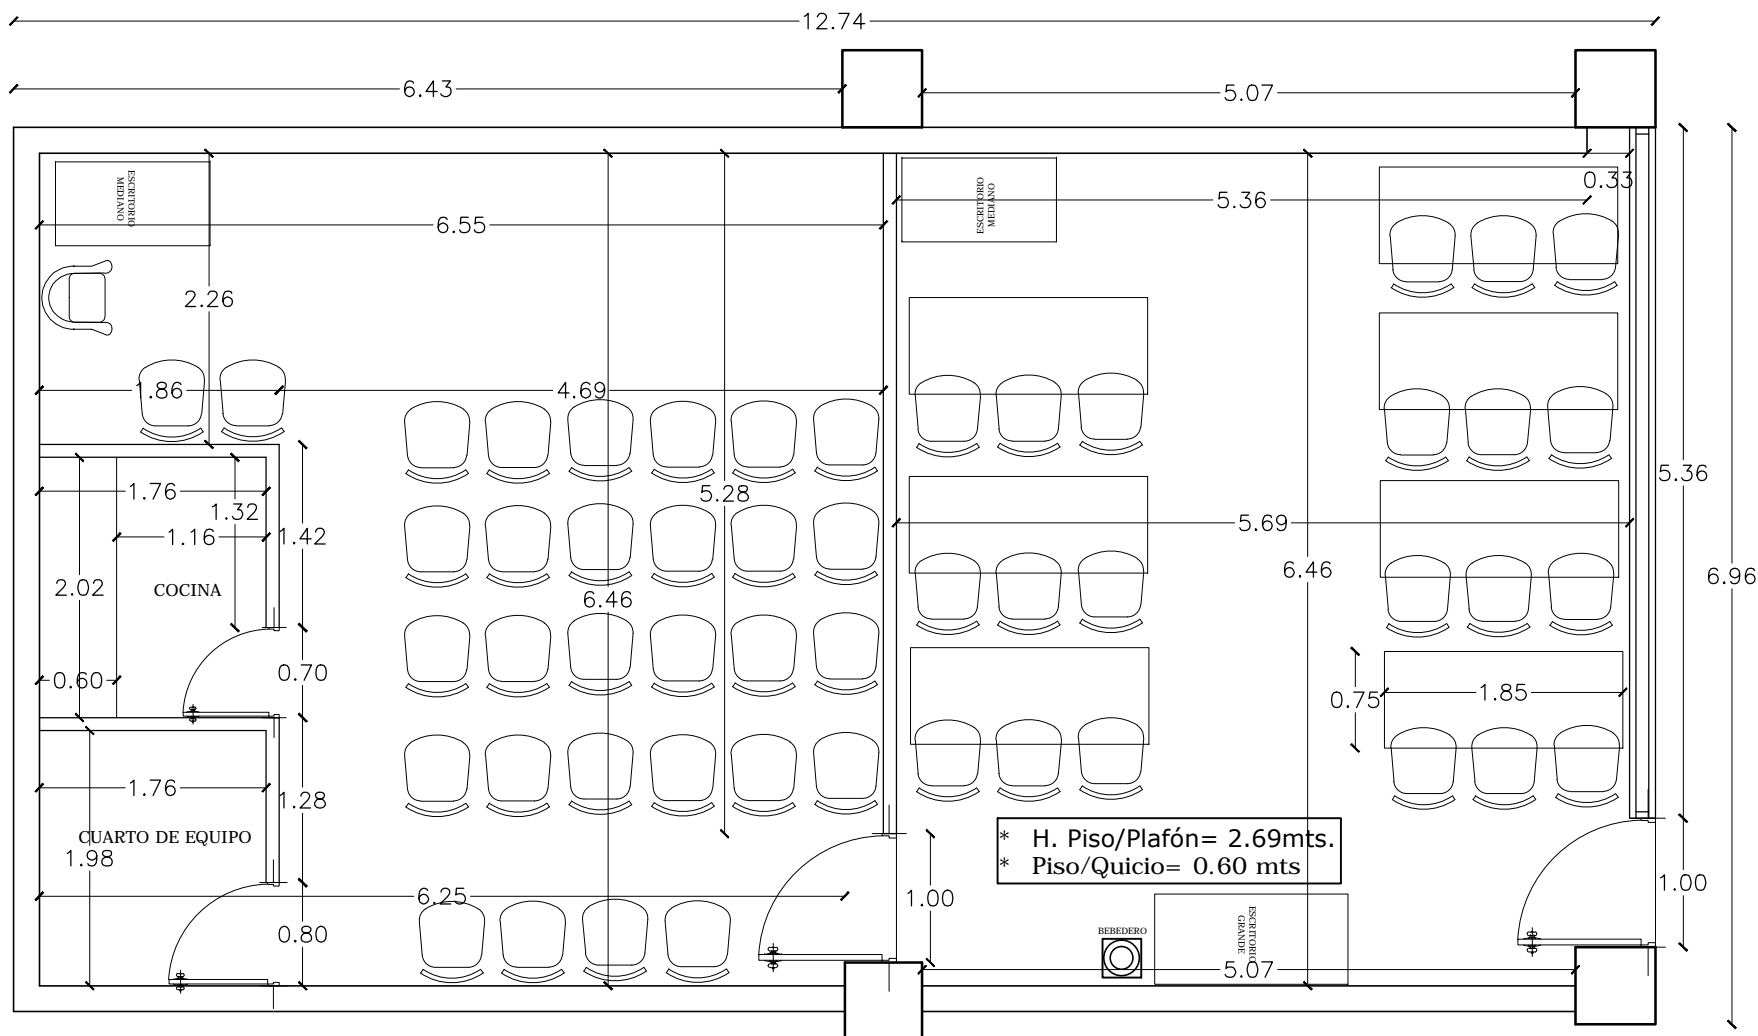 12.74
6.43
5.07
ESCRITORIO
MEDIANO
ESCRITORIO
MEDIANO
0.33
5.36
6.55
2.26
1.86
4.69
5.36
1.76
5.28
1.32
1.42
1.16
5.69
6.46
6.96
2.02
COCINA
6.46
0.60
0.70
0.75
1.85
1.76
1.28
CUARTO DE EQUIPO
1.98
* H. Piso/Plafón= 2.69mts.
* Piso/Quicio= 0.60 mts
6.25
1.00
1.00
0.80
BEBEDERO
ESCRITORIO
GRANDE
5.07